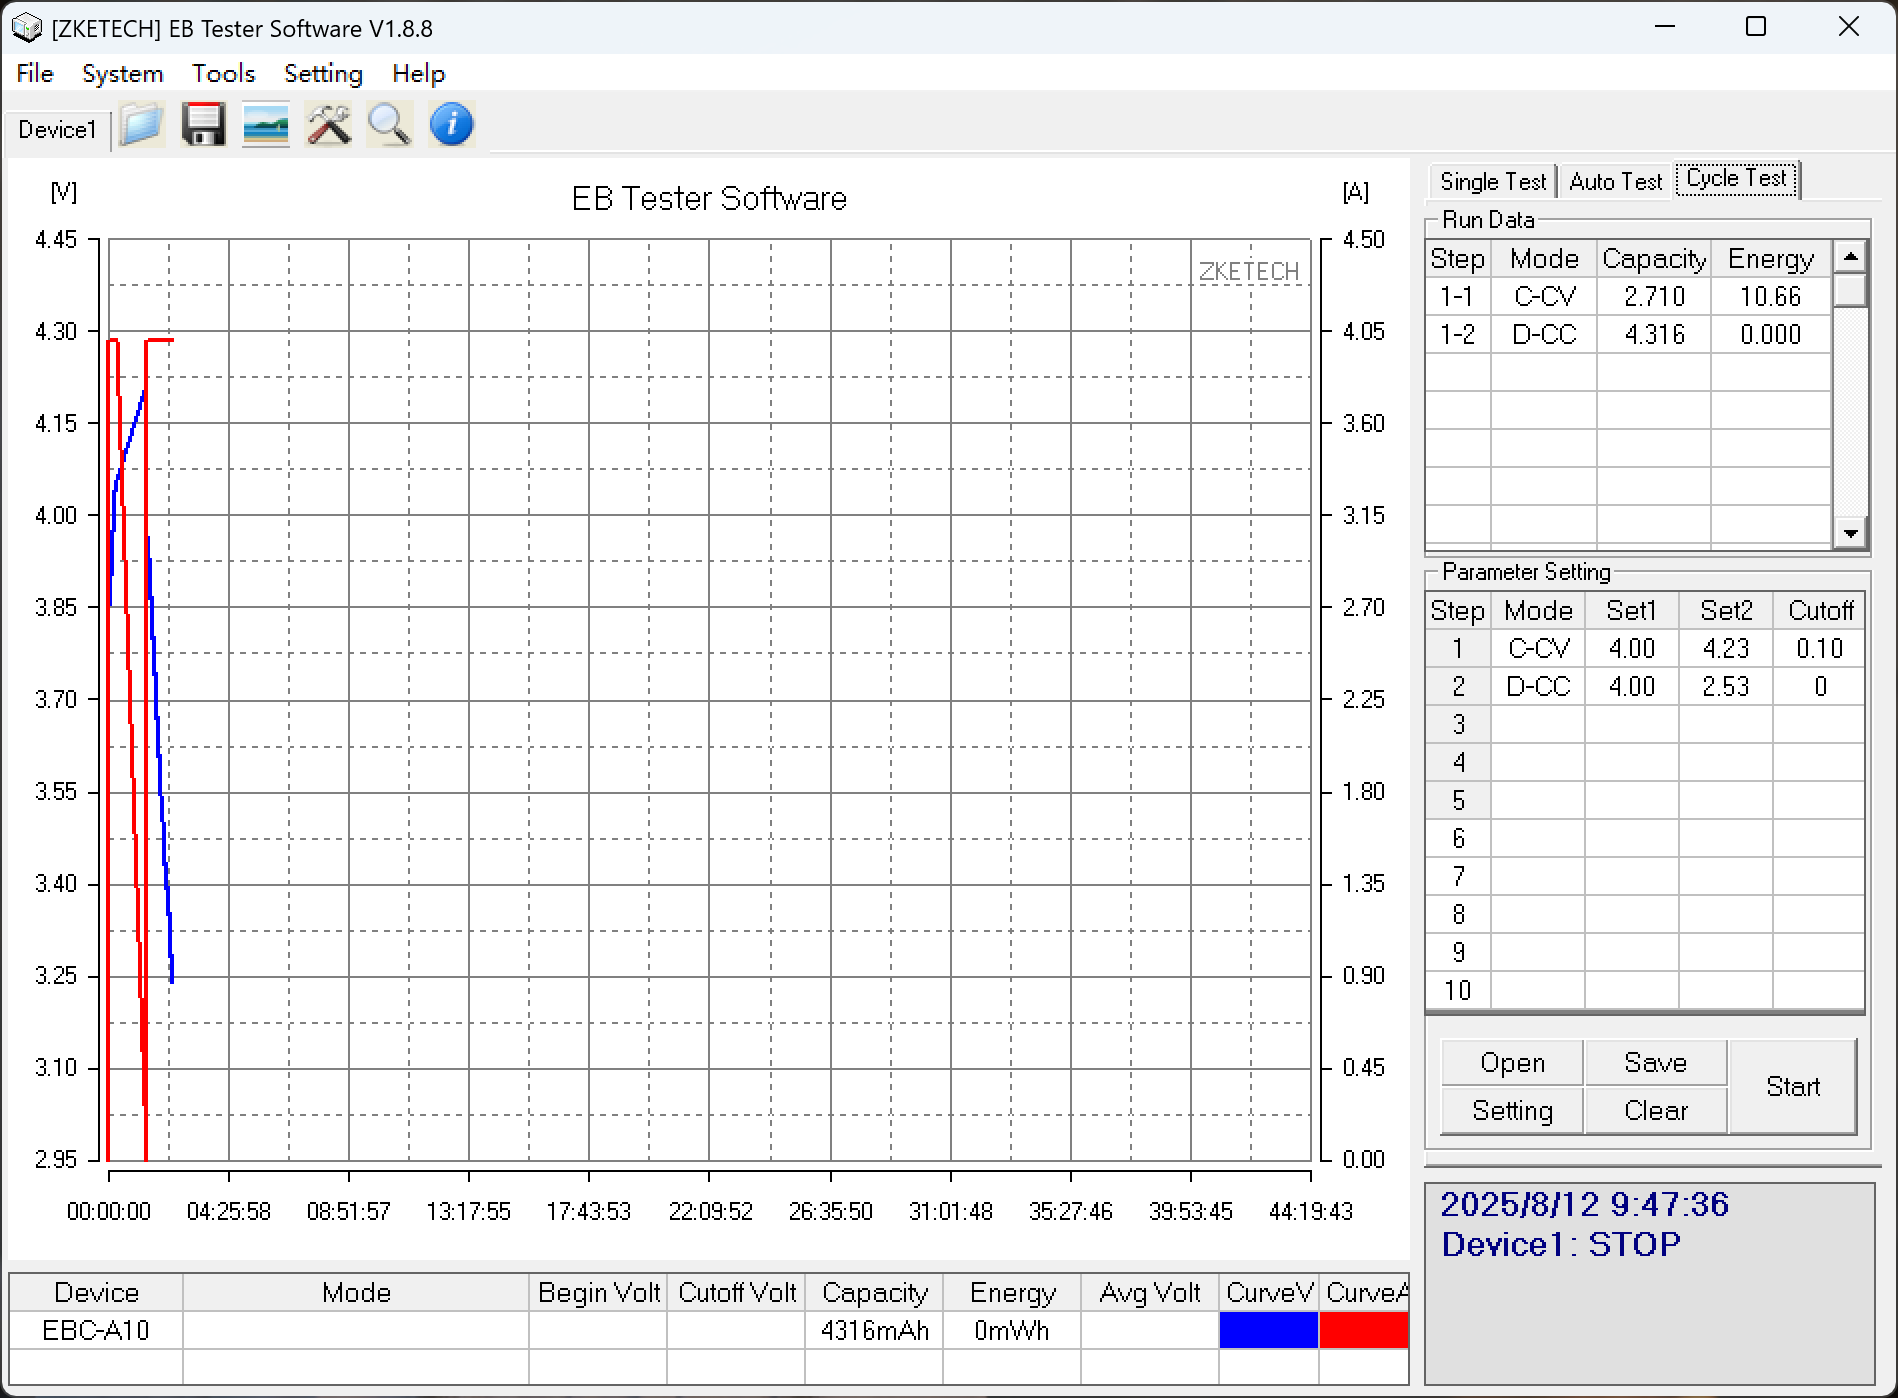 [ZKETECH] EB Tester Software V1.8.8
File System Tools Setting Help
Device1
[V] EB Tester Software [A]
ZKETECH
4.45 4.50
4.30 4.05
4.15 3.60
4.00 3.15
3.85 2.70
3.70 2.25
3.55 1.80
3.40 1.35
3.25 0.90
3.10 0.45
2.95 0.00
00:00:00 04:25:58 08:51:57 13:17:55 17:43:53 22:09:52 26:35:50 31:01:48 35:27:46 39:53:45 44:19:43
Device Mode Begin Volt Cutoff Volt Capacity Energy Avg Volt CurveV CurveA
EBC-A10 4316mAh 0mWh
Single Test Auto Test Cycle Test
Run Data
Step Mode Capacity Energy
1-1 C-CV 2.710 10.66
1-2 D-CC 4.316 0.000
Parameter Setting
Step Mode Set1 Set2 Cutoff
1 C-CV 4.00 4.23 0.10
2 D-CC 4.00 2.53 0
3
4
5
6
7
8
9
10
Open Save
Start
Setting Clear
2025/8/12 9:47:36
Device1: STOP